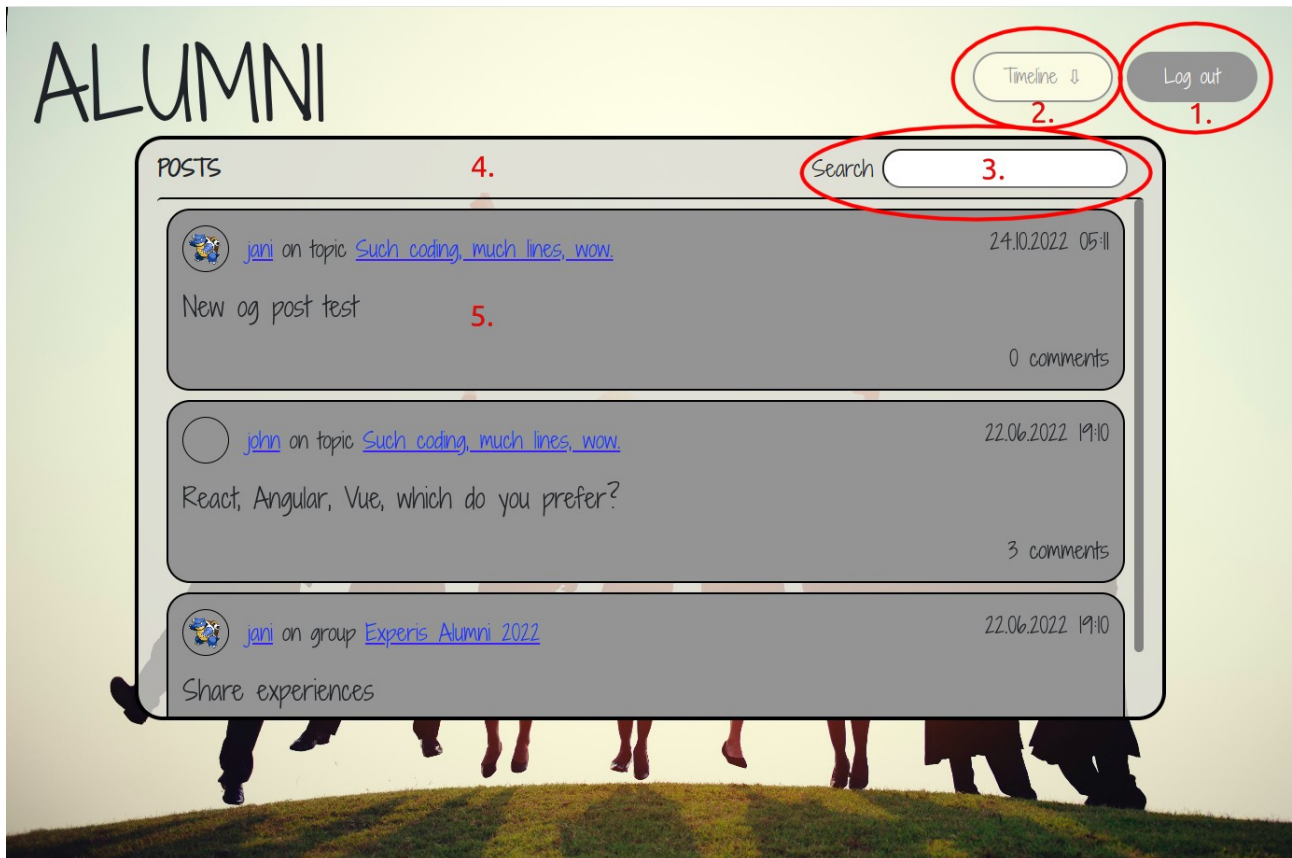 ALUMNI
Timeline ⇩
Log out
2.
1.
POSTS
4.
Search
3.
jani on topic Such coding, much lines, wow.
24.10.2022 05:11
New og post test
5.
0 comments
john on topic Such coding, much lines, wow.
22.06.2022 19:10
React, Angular, Vue, which do you prefer?
3 comments
jani on group Experis Alumni 2022
22.06.2022 19:10
Share experiences